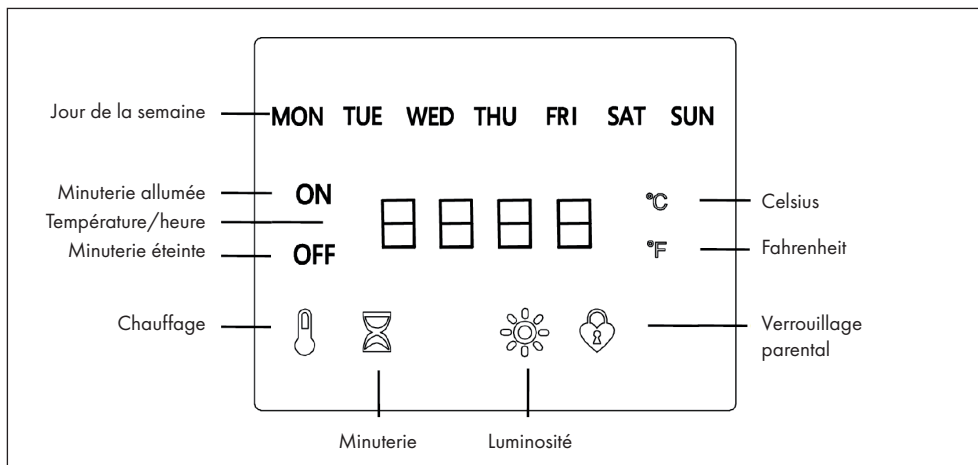 Jour de la semaine
MON TUE WED THU FRI SAT SUN
Minuterie allumée
ON
Température/heure
8888
°C
Celsius
Minuterie éteinte
OFF
°F
Fahrenheit
Chauffage
Verrouillage
parental
Minuterie
Luminosité